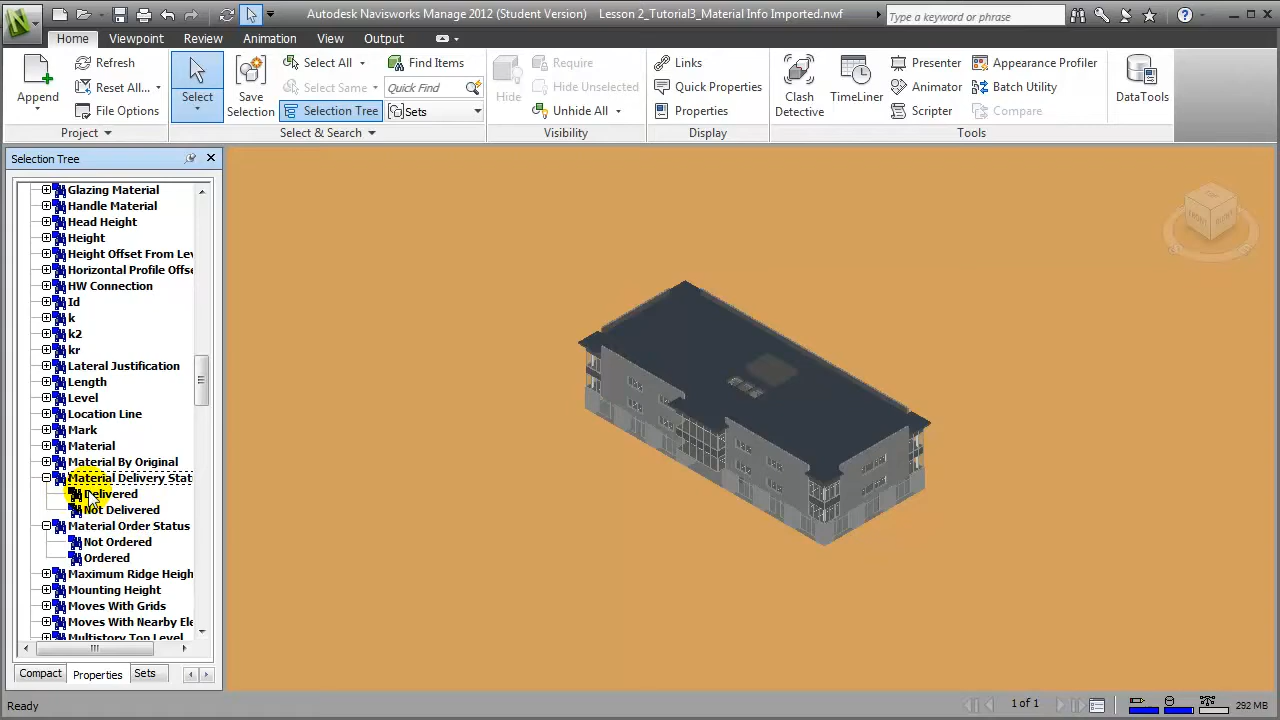 Autodesk Navisworks Manage 2012 (Student Version) Lesson 2_Tutorial3_Material Info Imported.nwf
Type a keyword or phrase
Home Viewpoint Review Animation View Output
Append
Refresh
Reset All...
File Options
Project
Select
Save
Selection
Select All
Select Same
Selection Tree
Find Items
Quick Find
Sets
Select & Search
Hide
Require
Hide Unselected
Unhide All
Visibility
Links
Quick Properties
Properties
Display
Clash
Detective
TimeLiner
Presenter
Animator
Scripter
Appearance Profiler
Batch Utility
Compare
Tools
DataTools
Selection Tree
Glazing Material
Handle Material
Head Height
Height
Height Offset From Lev
Horizontal Profile Offse
HW Connection
Id
k
k2
kr
Lateral Justification
Length
Level
Location Line
Mark
Material
Material By Original
Material Delivery Stat
Delivered
Not Delivered
Material Order Status
Not Ordered
Ordered
Maximum Ridge Heigh
Mounting Height
Moves With Grids
Moves With Nearby Ele
Multistory Top Level
Compact Properties Sets
TOP
FRONT
RIGHT
Ready
1 of 1
292 MB